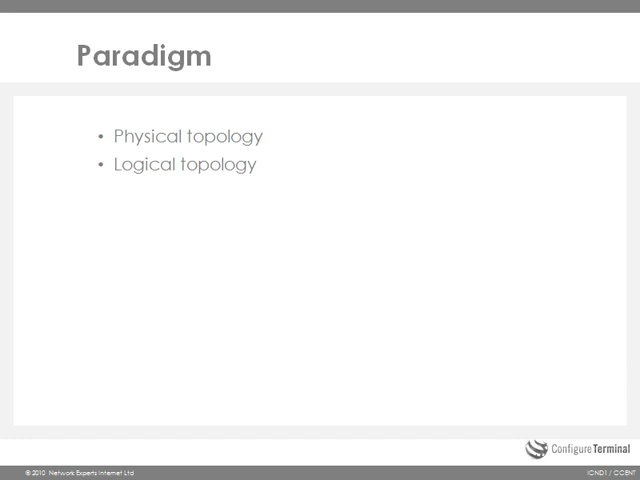 Paradigm
• Physical topology
• Logical topology
Configure Terminal
© 2010 Network Experts Internet Ltd
ICND1 / CCENT